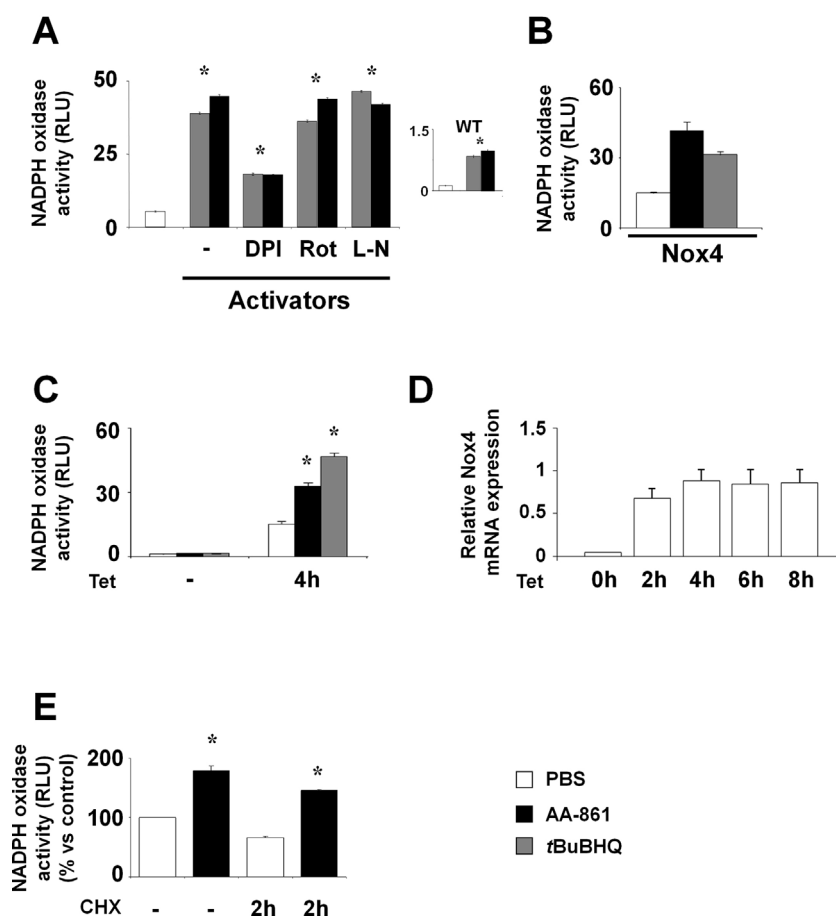 A
NADPH oxidase
activity (RLU)
50
25
0
*
*
*
*
-
DPI
Rot
L-N
Activators
WT
1.5
0
*
B
NADPH oxidase
activity (RLU)
60
30
0
Nox4
C
NADPH oxidase
activity (RLU)
60
30
0
*
*
Tet
-
4h
D
Relative Nox4
mRNA expression
1.5
1
0.5
0
Tet
0h
2h
4h
6h
8h
E
NADPH oxidase
activity (RLU)
(% vs control)
200
100
0
*
*
CHX
-
-
2h
2h
PBS
AA-861
tBuBHQ